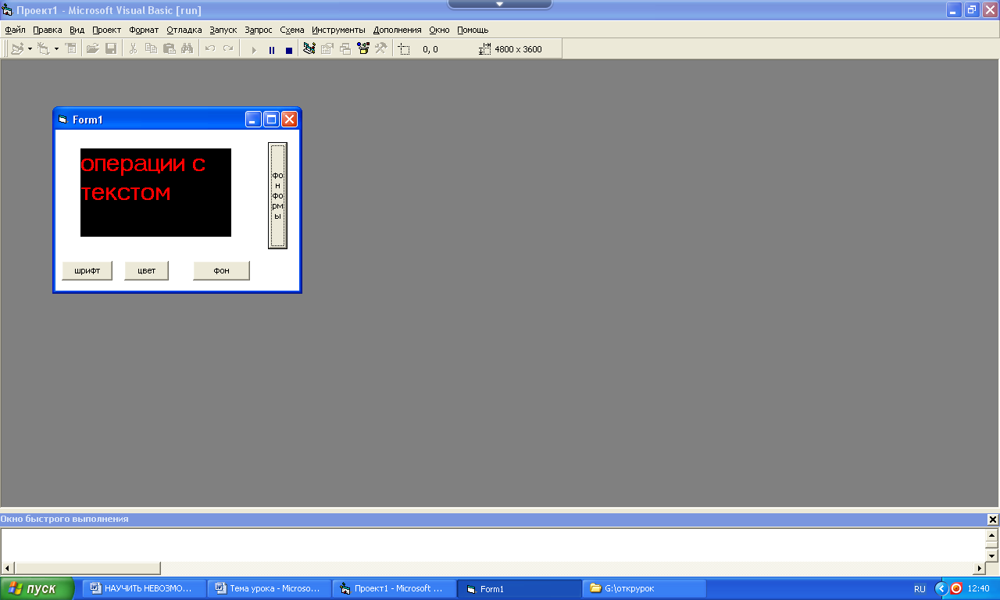 Проект1 - Microsoft Visual Basic [run]
Файл Правка Вид Проект Формат Отладка Запуск Запрос Схема Инструменты Дополнения Окно Помощь
0, 0 4800 x 3600
Form1
операции с
текстом
фо
н
фо
рм
ы
шрифт цвет фон
Окно быстрого выполнения
пуск НАУЧИТЬ НЕВОЗМО... Тема урока - Microso... Проект1 - Microsoft ... Form1 G:\откруrок RU 12:40